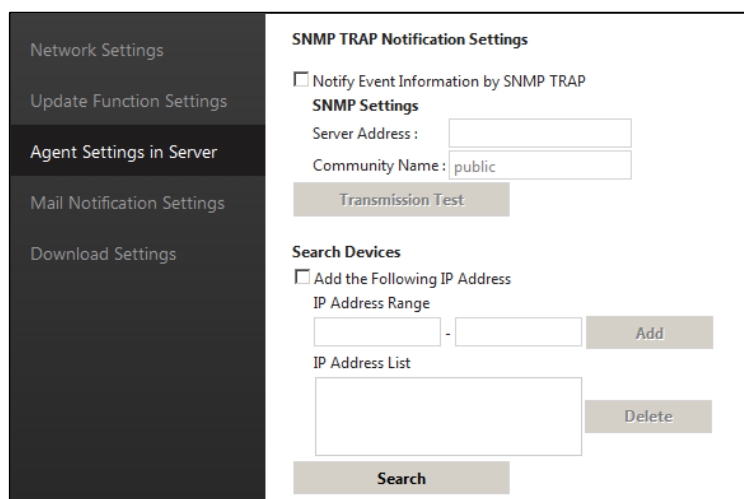 Network Settings
Update Function Settings
Agent Settings in Server
Mail Notification Settings
Download Settings
SNMP TRAP Notification Settings
Notify Event Information by SNMP TRAP
SNMP Settings
Server Address :
Community Name : public
Transmission Test
Search Devices
Add the Following IP Address
IP Address Range
- Add
IP Address List
Delete
Search